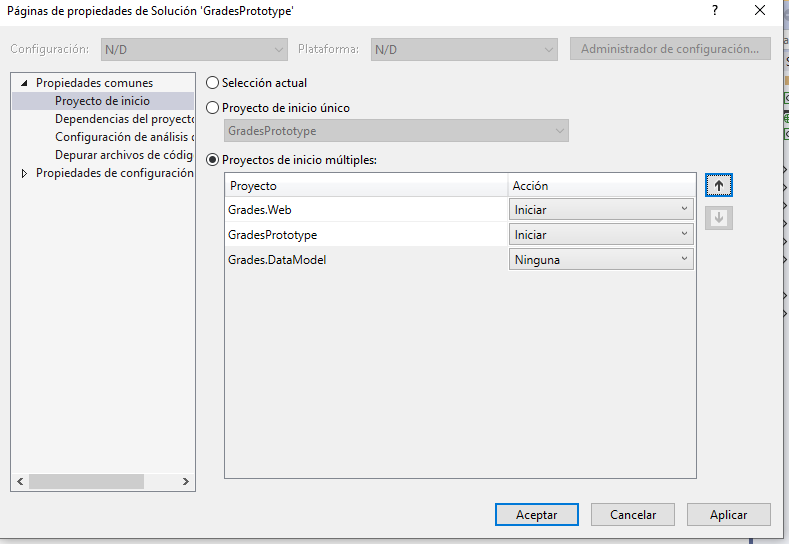 Páginas de propiedades de Solución 'GradesPrototype'
?
Configuración:
N/D
Plataforma:
N/D
Administrador de configuración...
Propiedades comunes
Proyecto de inicio
Dependencias del proyecto
Configuración de análisis
Depurar archivos de códig
Propiedades de configuración
Selección actual
Proyecto de inicio único
GradesPrototype
Proyectos de inicio múltiples:
Proyecto Acción
Grades.Web Iniciar
GradesPrototype Iniciar
Grades.DataModel Ninguna
Aceptar Cancelar Aplicar